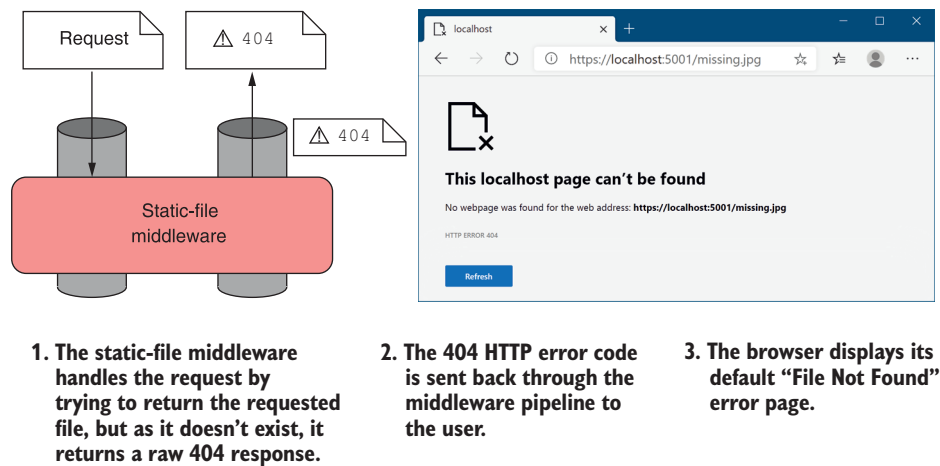 Request
⚠ 404
⚠ 404
Static-file
middleware
localhost
https://localhost:5001/missing.jpg
This localhost page can’t be found
No webpage was found for the web address: https://localhost:5001/missing.jpg
HTTP ERROR 404
Refresh
1. The static-file middleware
handles the request by
trying to return the requested
file, but as it doesn’t exist, it
returns a raw 404 response.
2. The 404 HTTP error code
is sent back through the
middleware pipeline to
the user.
3. The browser displays its
default “File Not Found”
error page.